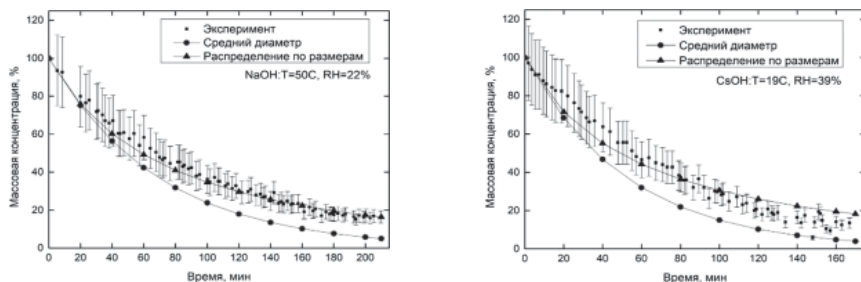 120
100
80
60
40
20
0
Массовая концентрация, %
Эксперимент
Средний диаметр
Распределение по размерам
NaOH:T=50C, RH=22%
0 20 40 60 80 100 120 140 160 180 200
Время, мин
120
100
80
60
40
20
0
Массовая концентрация, %
Эксперимент
Средний диаметр
Распределение по размерам
CsOH:T=19C, RH=39%
0 20 40 60 80 100 120 140 160
Время, мин